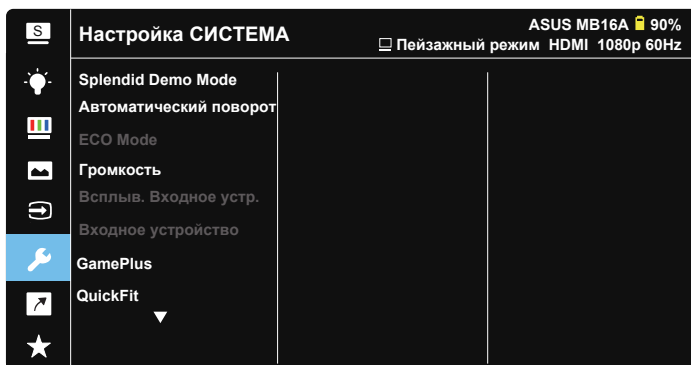 S
Настройка СИСТЕМА
ASUS MB16A 90%
Пейзажный режим HDMI 1080p 60Hz
Splendid Demo Mode
Автоматический поворот
ECO Mode
Громкость
Всплыв. Входное устр.
Входное устройство
GamePlus
QuickFit